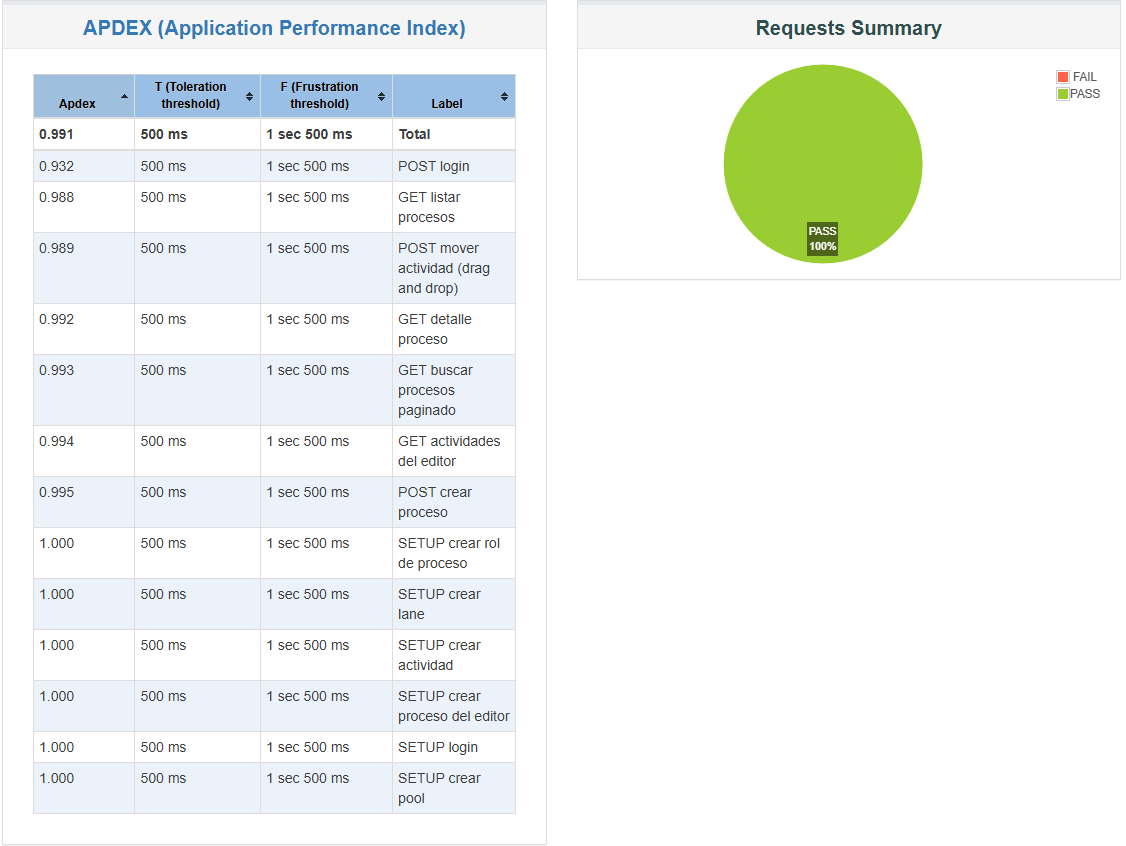 APDEX (Application Performance Index)
Apdex T (Toleration threshold) F (Frustration threshold) Label
0.991 500 ms 1 sec 500 ms Total
0.932 500 ms 1 sec 500 ms POST login
0.988 500 ms 1 sec 500 ms GET listar
procesos
0.989 500 ms 1 sec 500 ms POST mover
actividad (drag
and drop)
0.992 500 ms 1 sec 500 ms GET detalle
proceso
0.993 500 ms 1 sec 500 ms GET buscar
procesos
paginado
0.994 500 ms 1 sec 500 ms GET actividades
del editor
0.995 500 ms 1 sec 500 ms POST crear
proceso
1.000 500 ms 1 sec 500 ms SETUP crear rol
de proceso
1.000 500 ms 1 sec 500 ms SETUP crear
lane
1.000 500 ms 1 sec 500 ms SETUP crear
actividad
1.000 500 ms 1 sec 500 ms SETUP crear
proceso del editor
1.000 500 ms 1 sec 500 ms SETUP login
1.000 500 ms 1 sec 500 ms SETUP crear
pool
Requests Summary
FAIL
PASS
PASS
100%